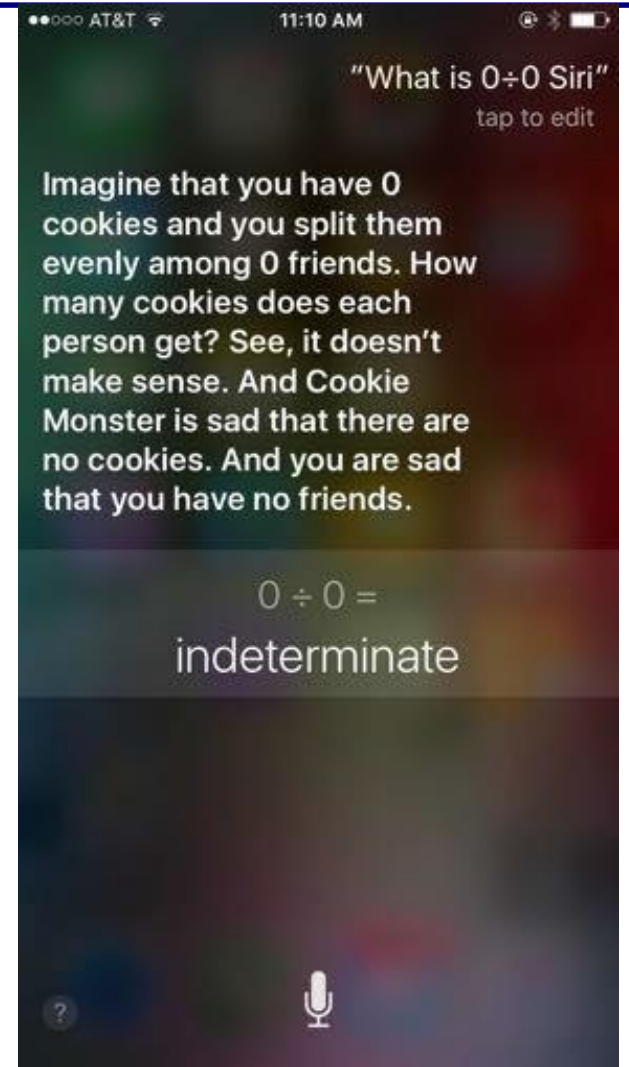 ●●○○○ AT&T 11:10 AM
"What is 0÷0 Siri"
tap to edit
Imagine that you have 0
cookies and you split them
evenly among 0 friends. How
many cookies does each
person get? See, it doesn't
make sense. And Cookie
Monster is sad that there are
no cookies. And you are sad
that you have no friends.
0 ÷ 0 =
indeterminate
?